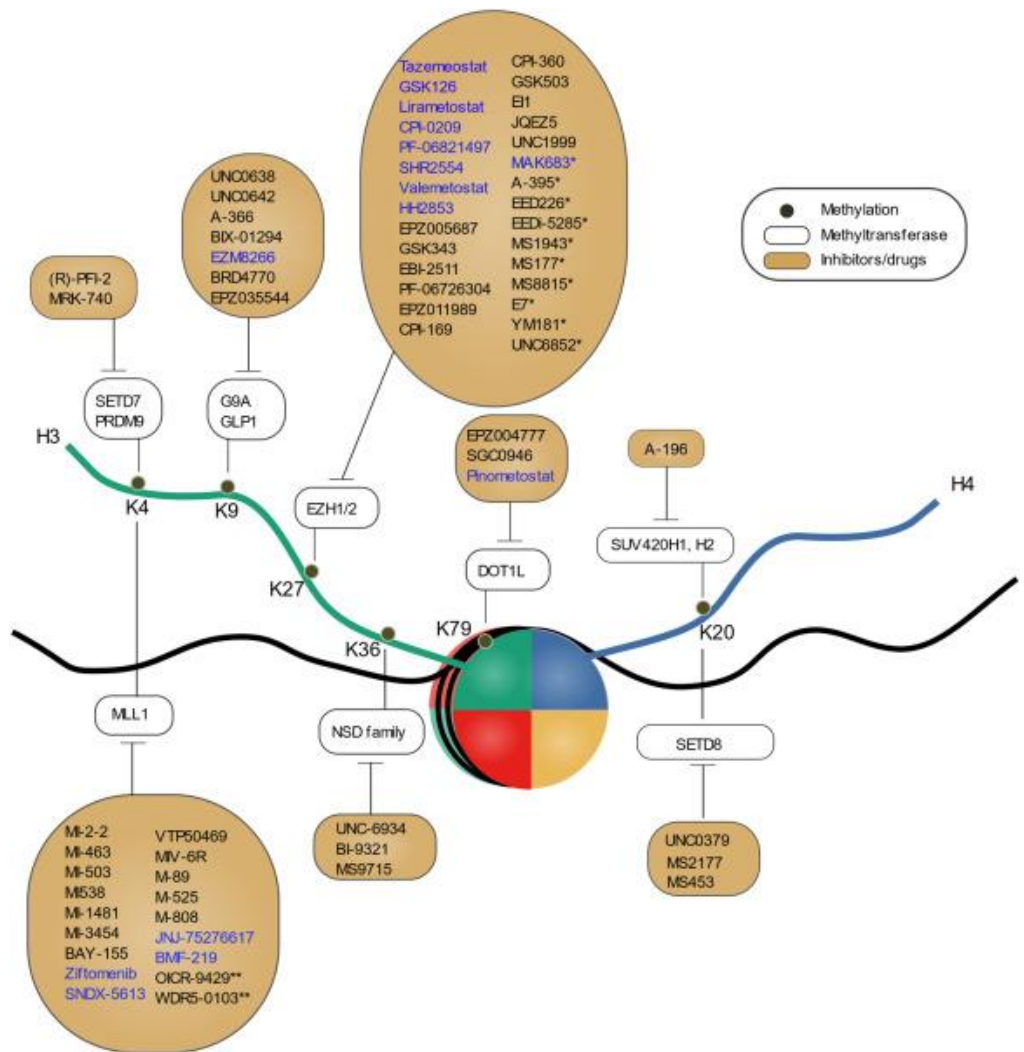 Tazemeostat
GSK126
Lirametostat
CPI-0209
PF-06821497
SHR2554
Valemetostat
HH2853
EPZ005687
GSK343
EBI-2511
PF-06726304
EPZ011989
CPI-169
CPI-360
GSK503
EI1
JQEZ5
UNC1999
MAK683*
A-395*
EED226*
EEDi-5285*
MS1943*
MS177*
MS8815*
E7*
YM181*
UNC6852*
UNC0638
UNC0642
A-366
BIX-01294
EZM8266
BRD4770
EPZ035544
Methylation
Methyltransferase
Inhibitors/drugs
(R)-PFI-2
MRK-740
SETD7
PRDM9
G9A
GLP1
EPZ004777
SGC0946
Pinometostat
A-196
H3
H4
K4
K9
EZH1/2
SUV420H1, H2
DOT1L
K27
K36
K79
K20
MLL1
NSD family
SETD8
MI-2-2
MI-463
MI-503
MI538
MI-1481
MI-3454
BAY-155
Ziftomenib
SNDX-5613
VTP50469
MIV-6R
M-89
M-525
M-808
JNJ-75276617
BMF-219
OICR-9429**
WDR5-0103**
UNC-6934
BI-9321
MS9715
UNC0379
MS2177
MS453